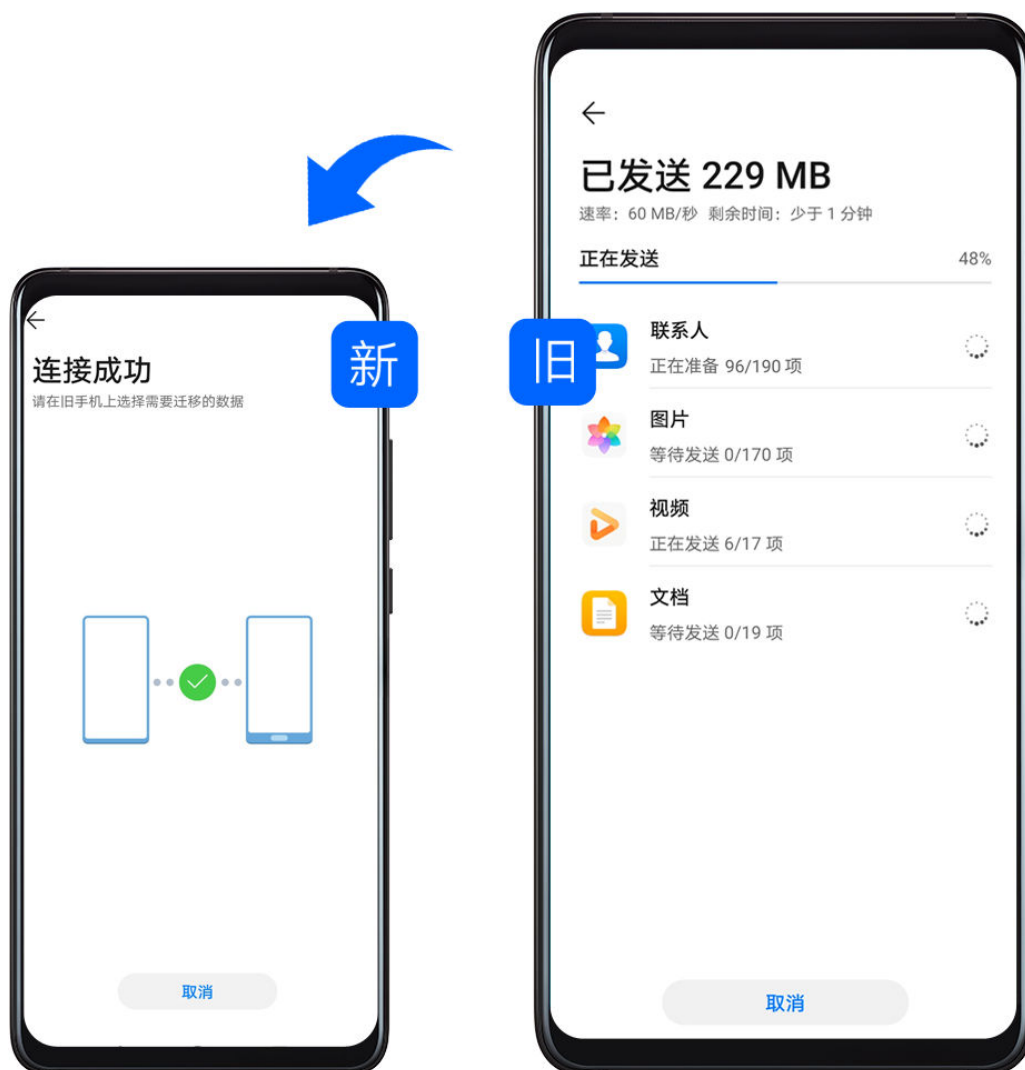 连接成功
请在旧手机上选择需要迁移的数据
取消
新
旧
已发送 229 MB
速率：60 MB/秒 剩余时间：少于 1 分钟
正在发送 48%
联系人
正在准备 96/190 项
图片
等待发送 0/170 项
视频
正在发送 6/17 项
文档
等待发送 0/19 项
取消